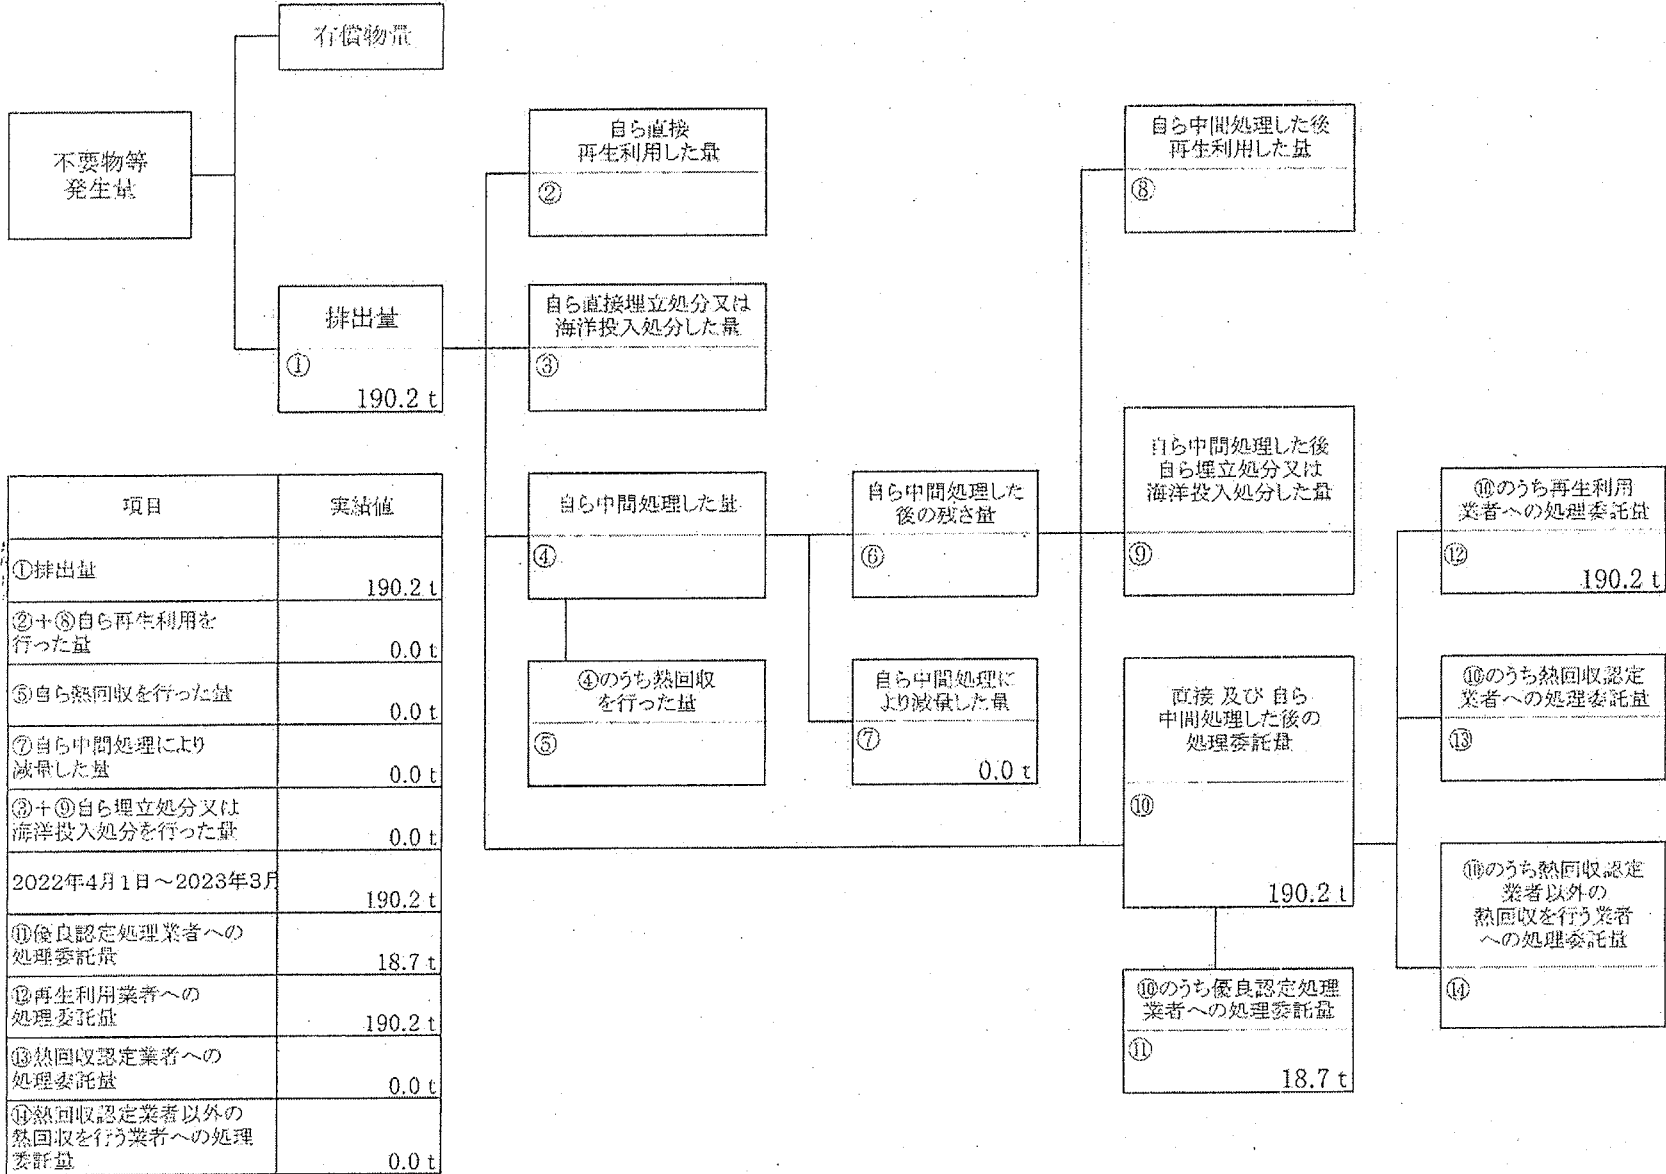 有償物量
不要物等
発生量
排出量
①
190.2 t
自ら直接
再生利用した量
②
自ら直接埋立処分又は
海洋投入処分した量
③
自ら中間処理した量
④
④のうち熱回収
を行った量
⑤
自ら中間処理した
後の残さ量
⑥
自ら中間処理に
より減量した量
⑦
0.0 t
自ら中間処理した後
再生利用した量
⑧
自ら中間処理した後
自ら埋立処分又は
海洋投入処分した量
⑨
直接 及び 自ら
中間処理した後の
処理委託量
⑩
190.2 t
⑩のうち優良認定処理
業者への処理委託量
⑪
18.7 t
⑩のうち再生利用
業者への処理委託量
⑫
190.2 t
⑩のうち熱回収認定
業者への処理委託量
⑬
⑩のうち熱回収認定
業者以外の
熱回収を行う業者
への処理委託量
⑭
項目 実績値
①排出量 190.2 t
②+⑧自ら再生利用を
行った量 0.0 t
⑤自ら熱回収を行った量 0.0 t
⑦自ら中間処理により
減量した量 0.0 t
③+⑨自ら埋立処分又は
海洋投入処分を行った量 0.0 t
2022年4月1日～2023年3月 190.2 t
⑪優良認定処理業者への
処理委託量 18.7 t
⑫再生利用業者への
処理委託量 190.2 t
⑬熱回収認定業者への
処理委託量 0.0 t
⑭熱回収認定業者以外の
熱回収を行う業者への処理
委託量 0.0 t